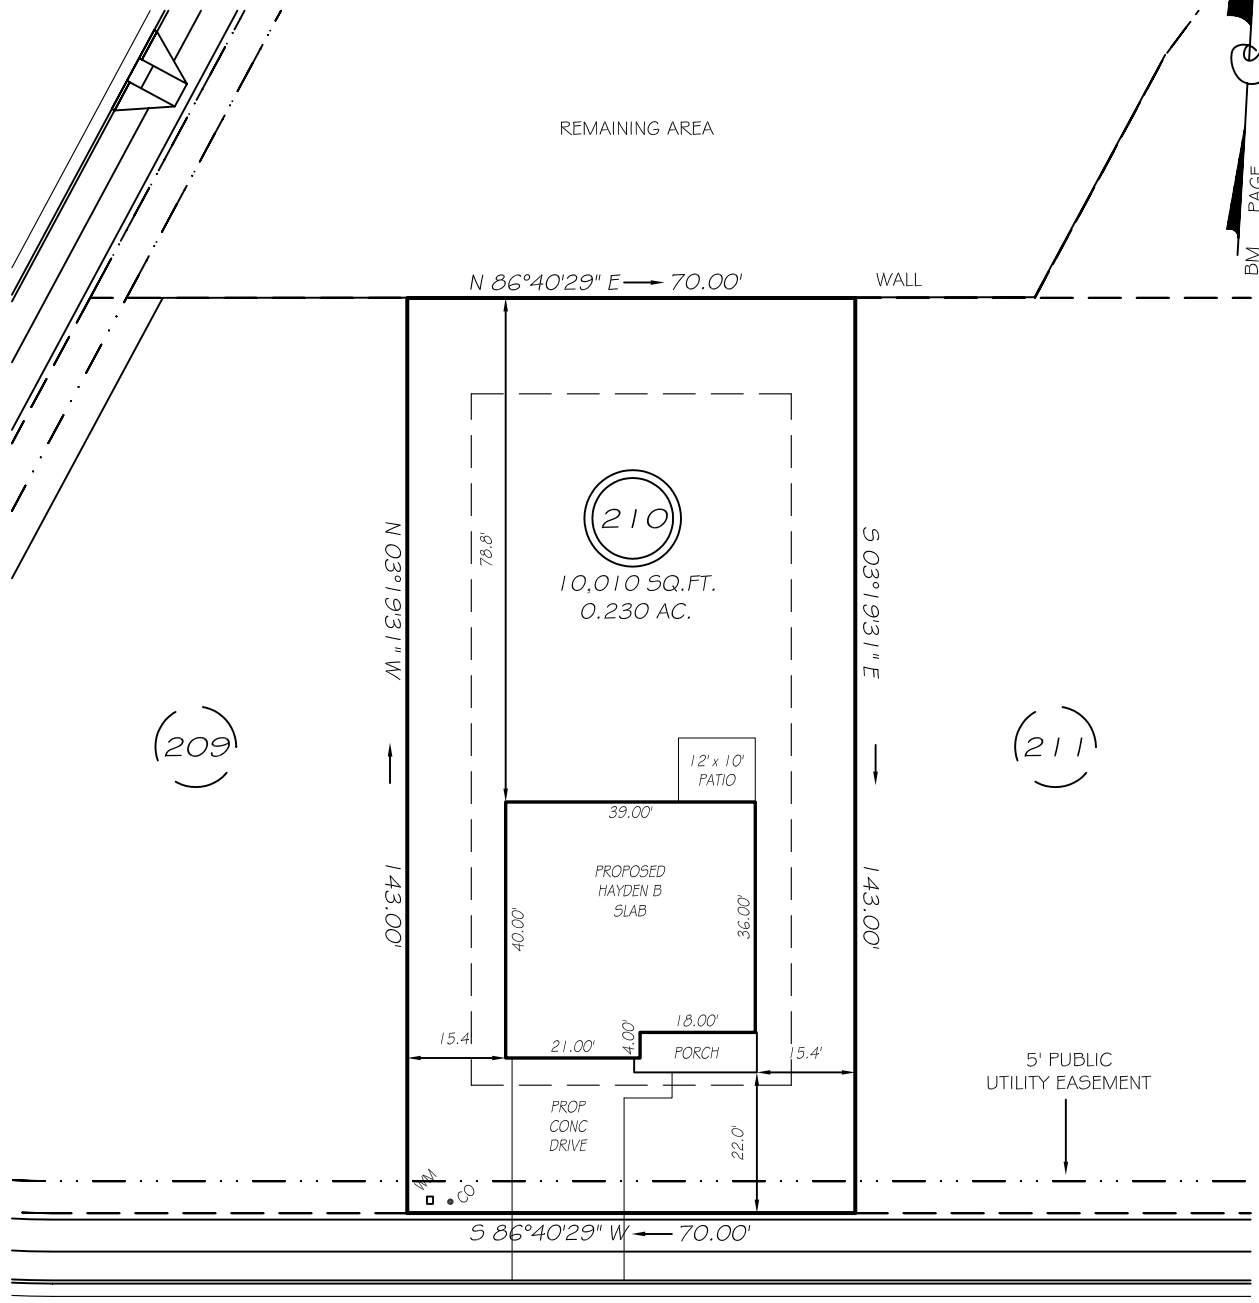 REMAINING AREA
BM PAGE
N 86°40'29" E 70.00'
WALL
N 03°19'31" W
143.00'
S 03°19'31" E
143.00'
78.8'
210
10,010 SQ.FT.
0.230 AC.
209
211
12' x 10'
PATIO
39.00'
PROPOSED
HAYDEN B
SLAB
40.00'
36.00'
18.00'
4.00'
21.00'
PORCH
15.4'
15.4'
5' PUBLIC
UTILITY EASEMENT
PROP
CONC
DRIVE
22.0'
WM
CO
S 86°40'29" W 70.00'